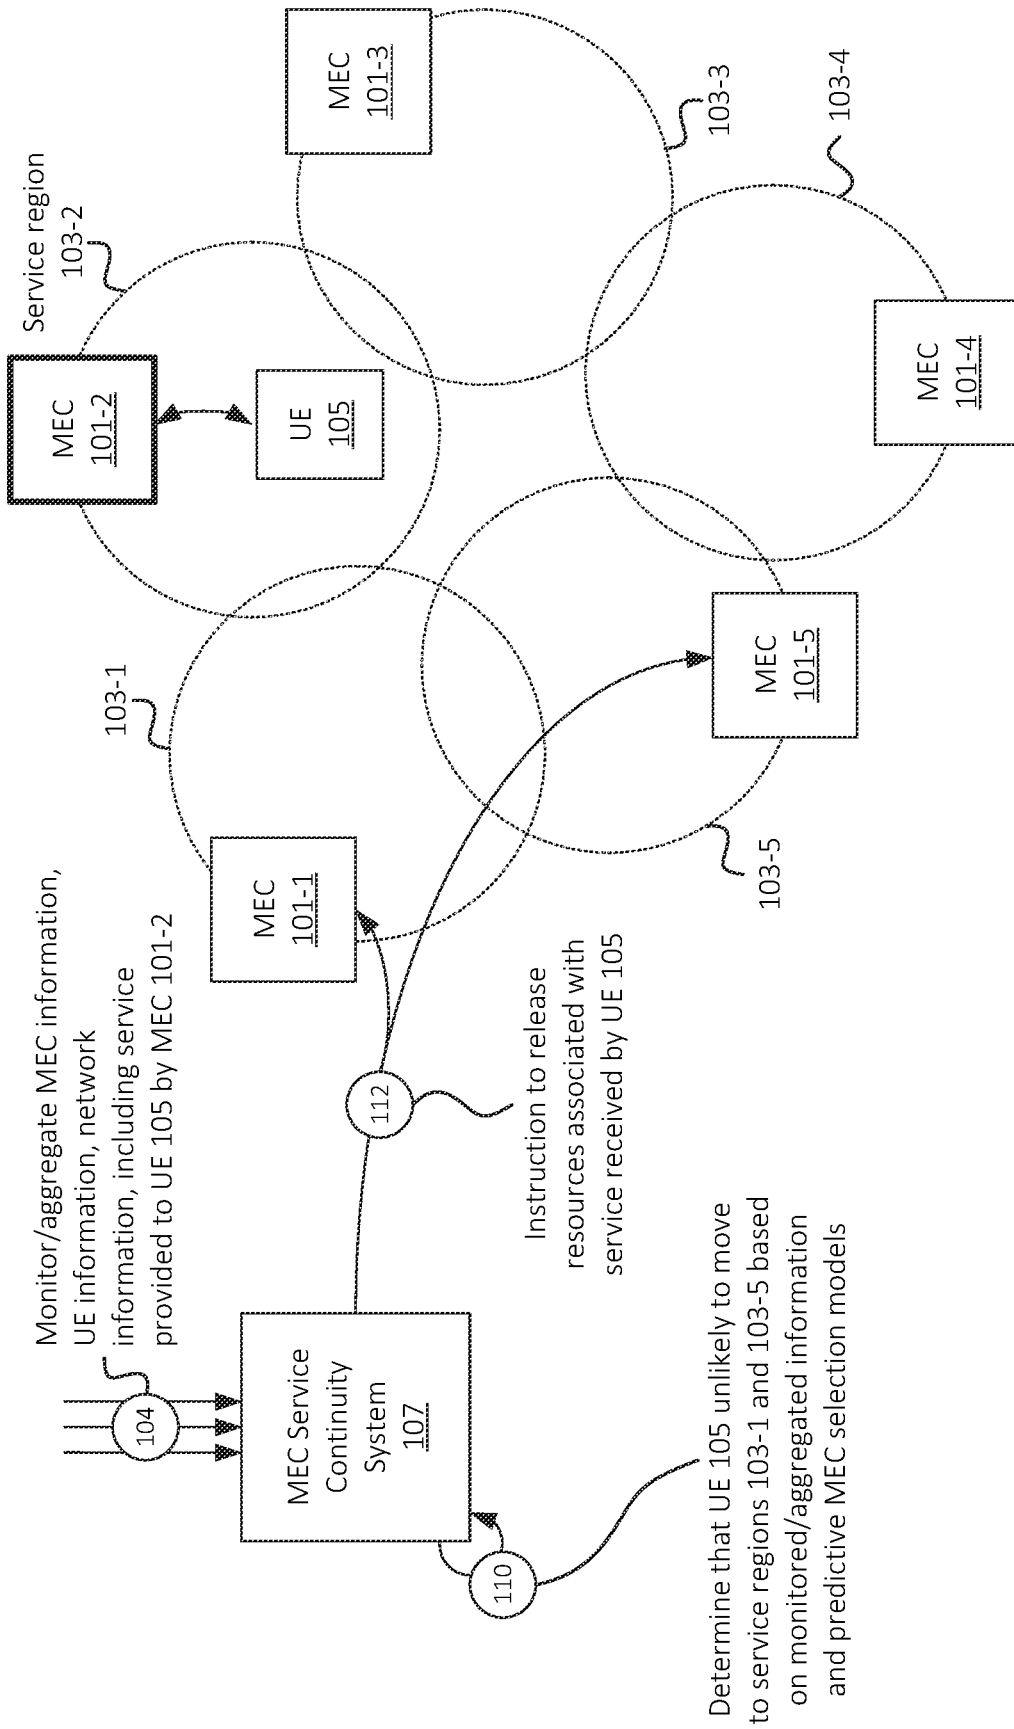 Monitor/aggregate MEC information,
UE information, network
information, including service
provided to UE 105 by MEC 101-2
104
MEC Service
Continuity
System
107
110
Determine that UE 105 unlikely to move
to service regions 103-1 and 103-5 based
on monitored/aggregated information
and predictive MEC selection models
112
Instruction to release
resources associated with
service received by UE 105
MEC
101-1
103-1
MEC
101-2
Service region
103-2
UE
105
MEC
101-3
103-3
103-4
MEC
101-4
MEC
101-5
103-5